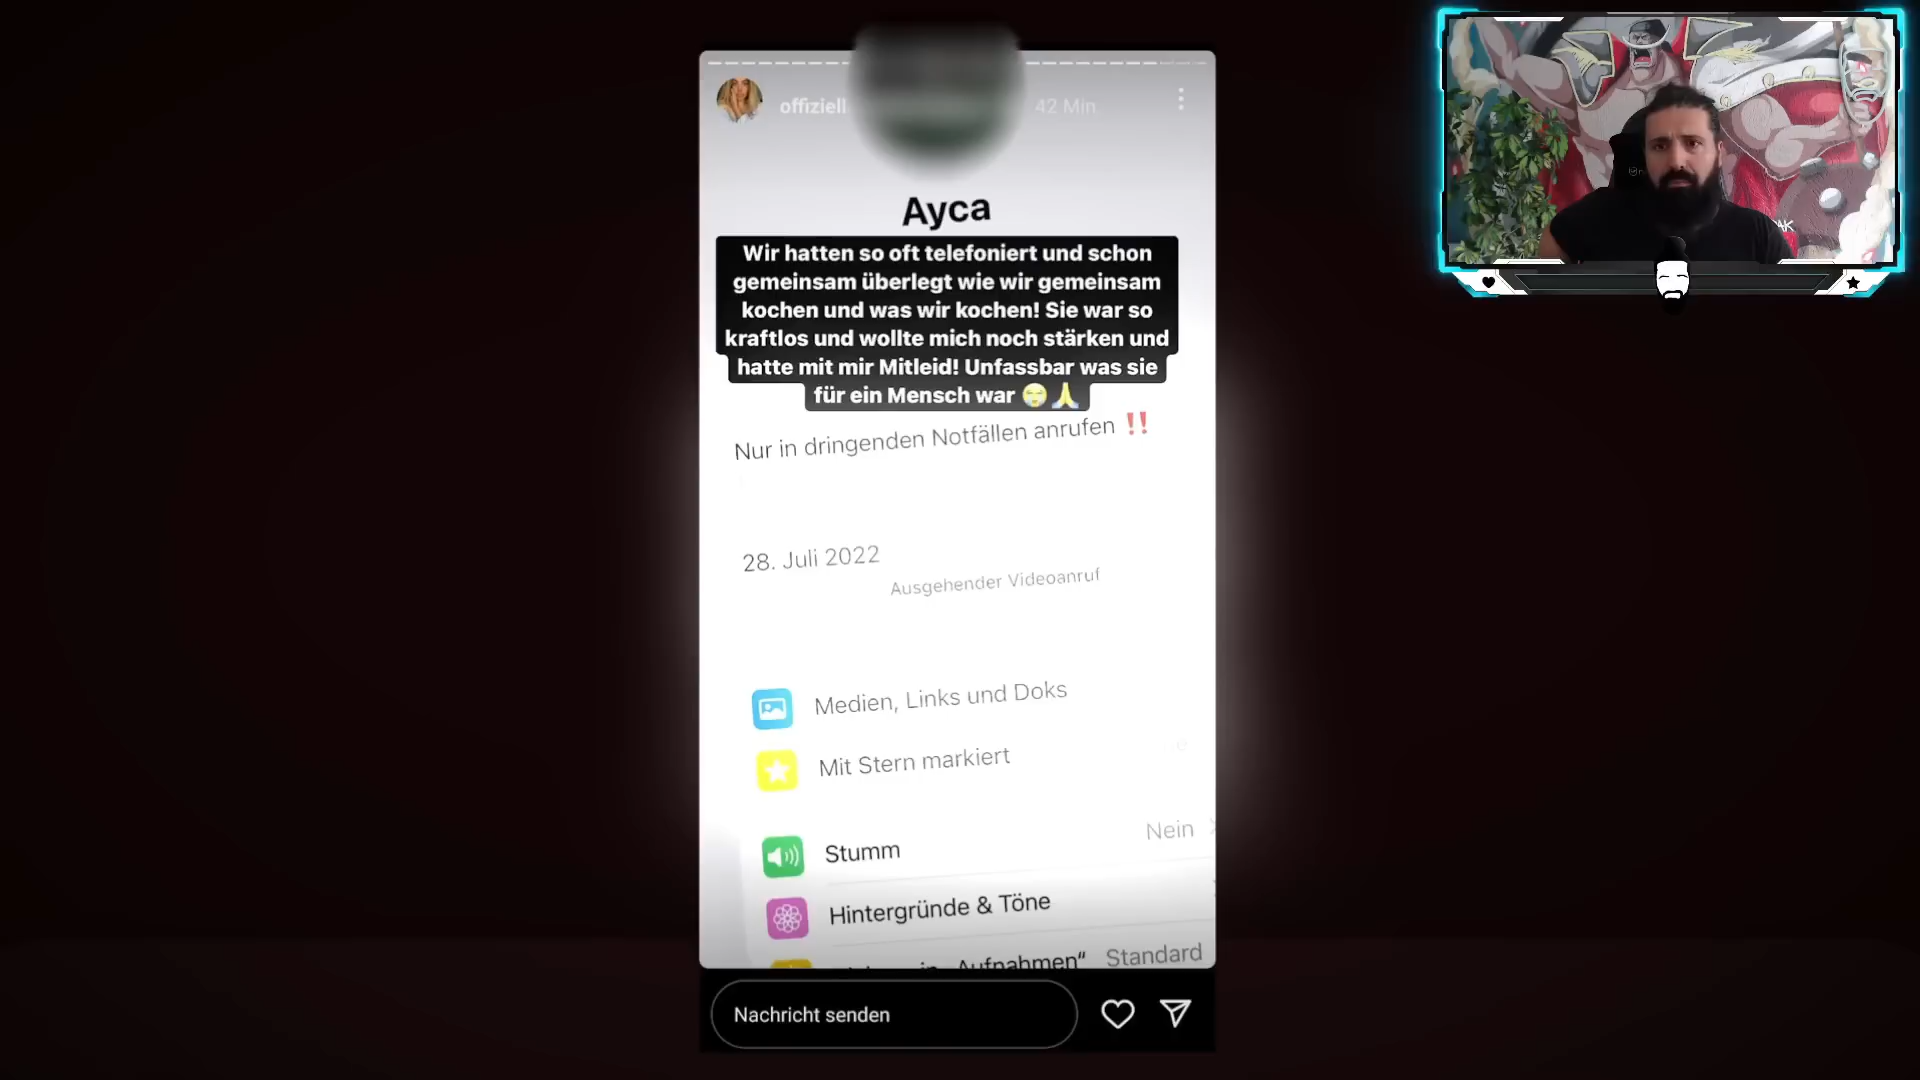 offiziell
42 Min
Ayca
Wir hatten so oft telefoniert und schon
gemeinsam überlegt wie wir gemeinsam
kochen und was wir kochen! Sie war so
kraftlos und wollte mich noch stärken und
hatte mit mir Mitleid! Unfassbar was sie
für ein Mensch war 😭🙏
Nur in dringenden Notfällen anrufen ‼️
28. Juli 2022
Ausgehender Videoanruf
Medien, Links und Doks
Mit Stern markiert
Stumm
Nein
Hintergründe & Töne
in „Aufnahmen“
Standard
Nachricht senden